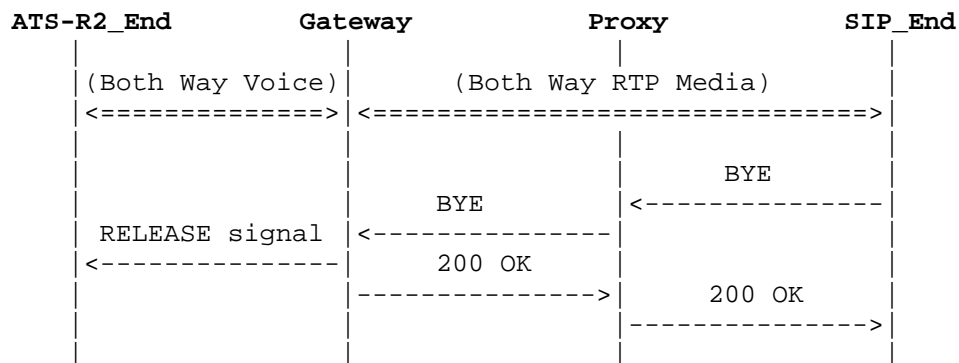 ATS-R2_End Gateway Proxy SIP_End
(Both Way Voice) (Both Way RTP Media)
BYE
BYE
RELEASE signal
200 OK
200 OK